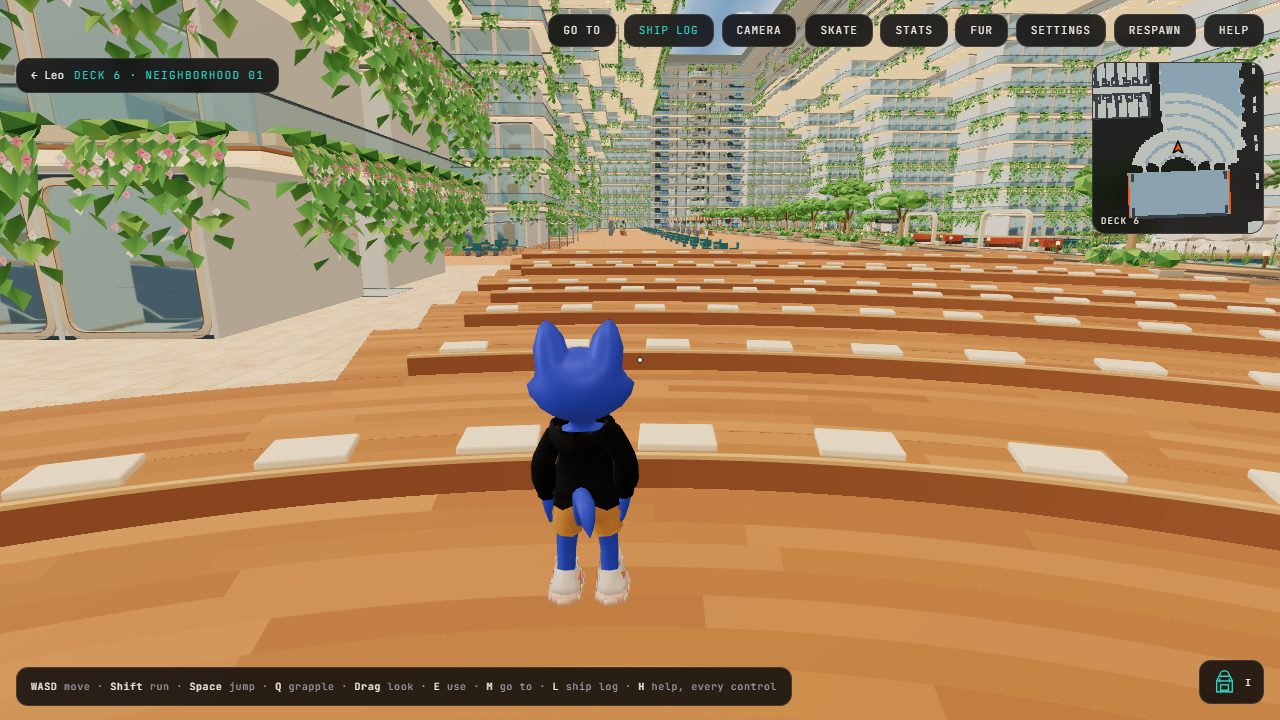 GO TO
SHIP LOG
CAMERA
SKATE
STATS
FUR
SETTINGS
RESPAWN
HELP
← Leo DECK 6 · NEIGHBORHOOD 01
DECK 6
WASD move · Shift run · Space jump · Q grapple · Drag look · E use · M go to · L ship log · H help, every control
I